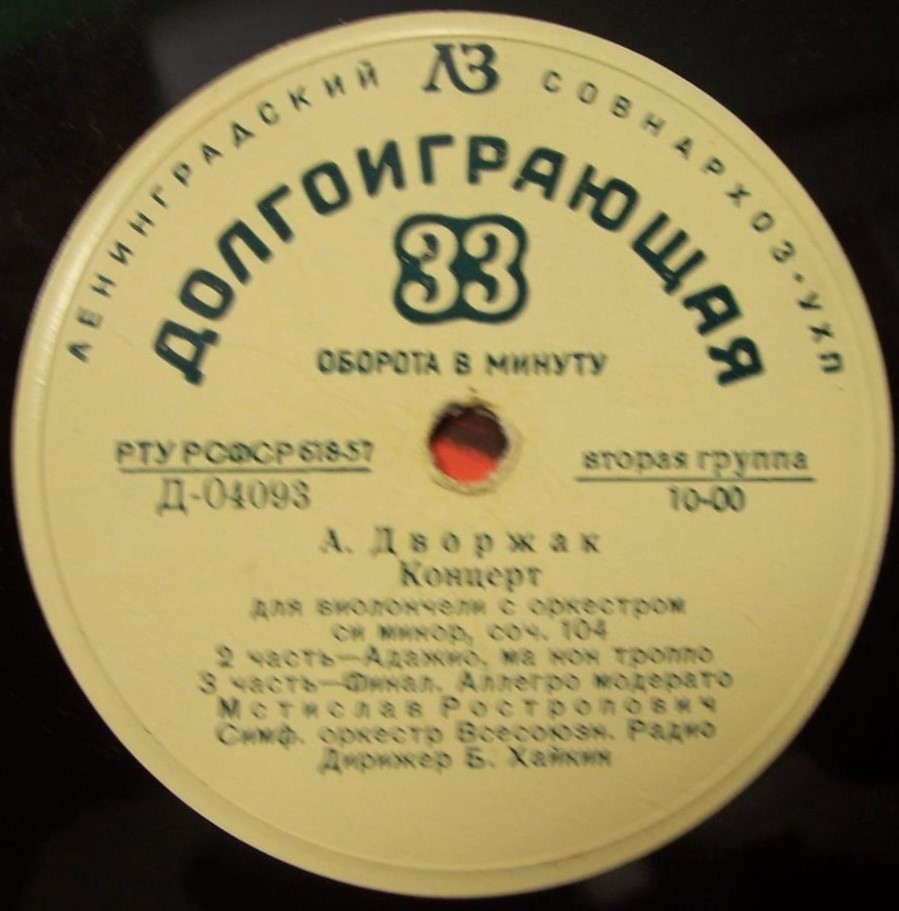 ЛЕНИНГРАДСКИЙ ЛЗ СОВНАРХОЗ·УХП
ДОЛГОИГРАЮЩАЯ
33
ОБОРОТА В МИНУТУ
РТУ РСФСР 618-57
Д-04093
вторая группа
10-00
А. Дворжак
Концерт
для виолончели с оркестром
си минор, соч. 104
2 часть—Адажио, ма нон троппо
3 часть—Финал. Аллегро модерато
Мстислав Ростропович
Симф. оркестр Всесоюзн. Радио
Дирижер Б. Хайкин